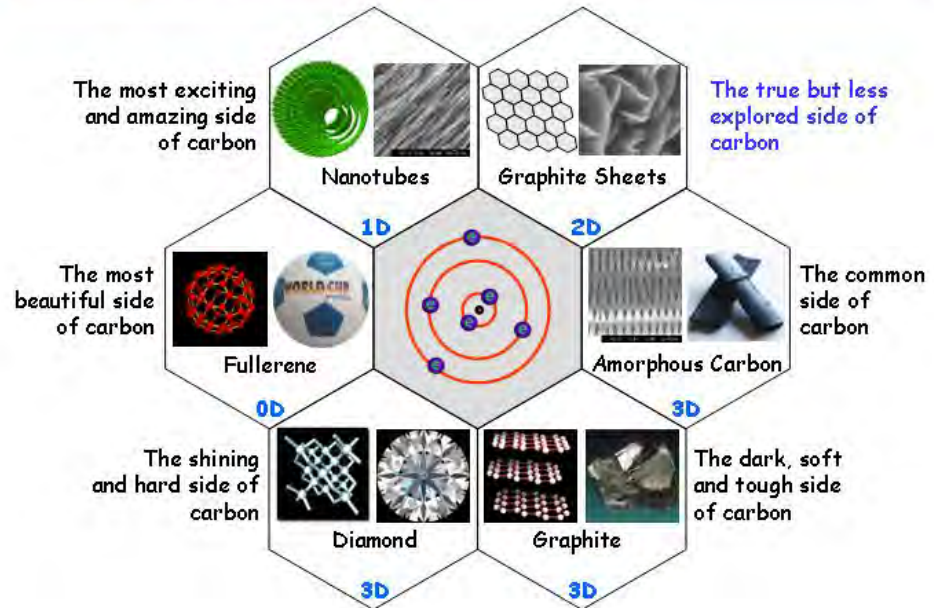 The most exciting
and amazing side
of carbon
Nanotubes
1D
Graphite Sheets
2D
The true but less
explored side of
carbon
The most
beautiful side
of carbon
WORLD CUP
Fullerene
0D
e
e
e
e
e
e
Amorphous Carbon
3D
The common
side of
carbon
The shining
and hard side of
carbon
Diamond
3D
Graphite
3D
The dark, soft
and tough side
of carbon